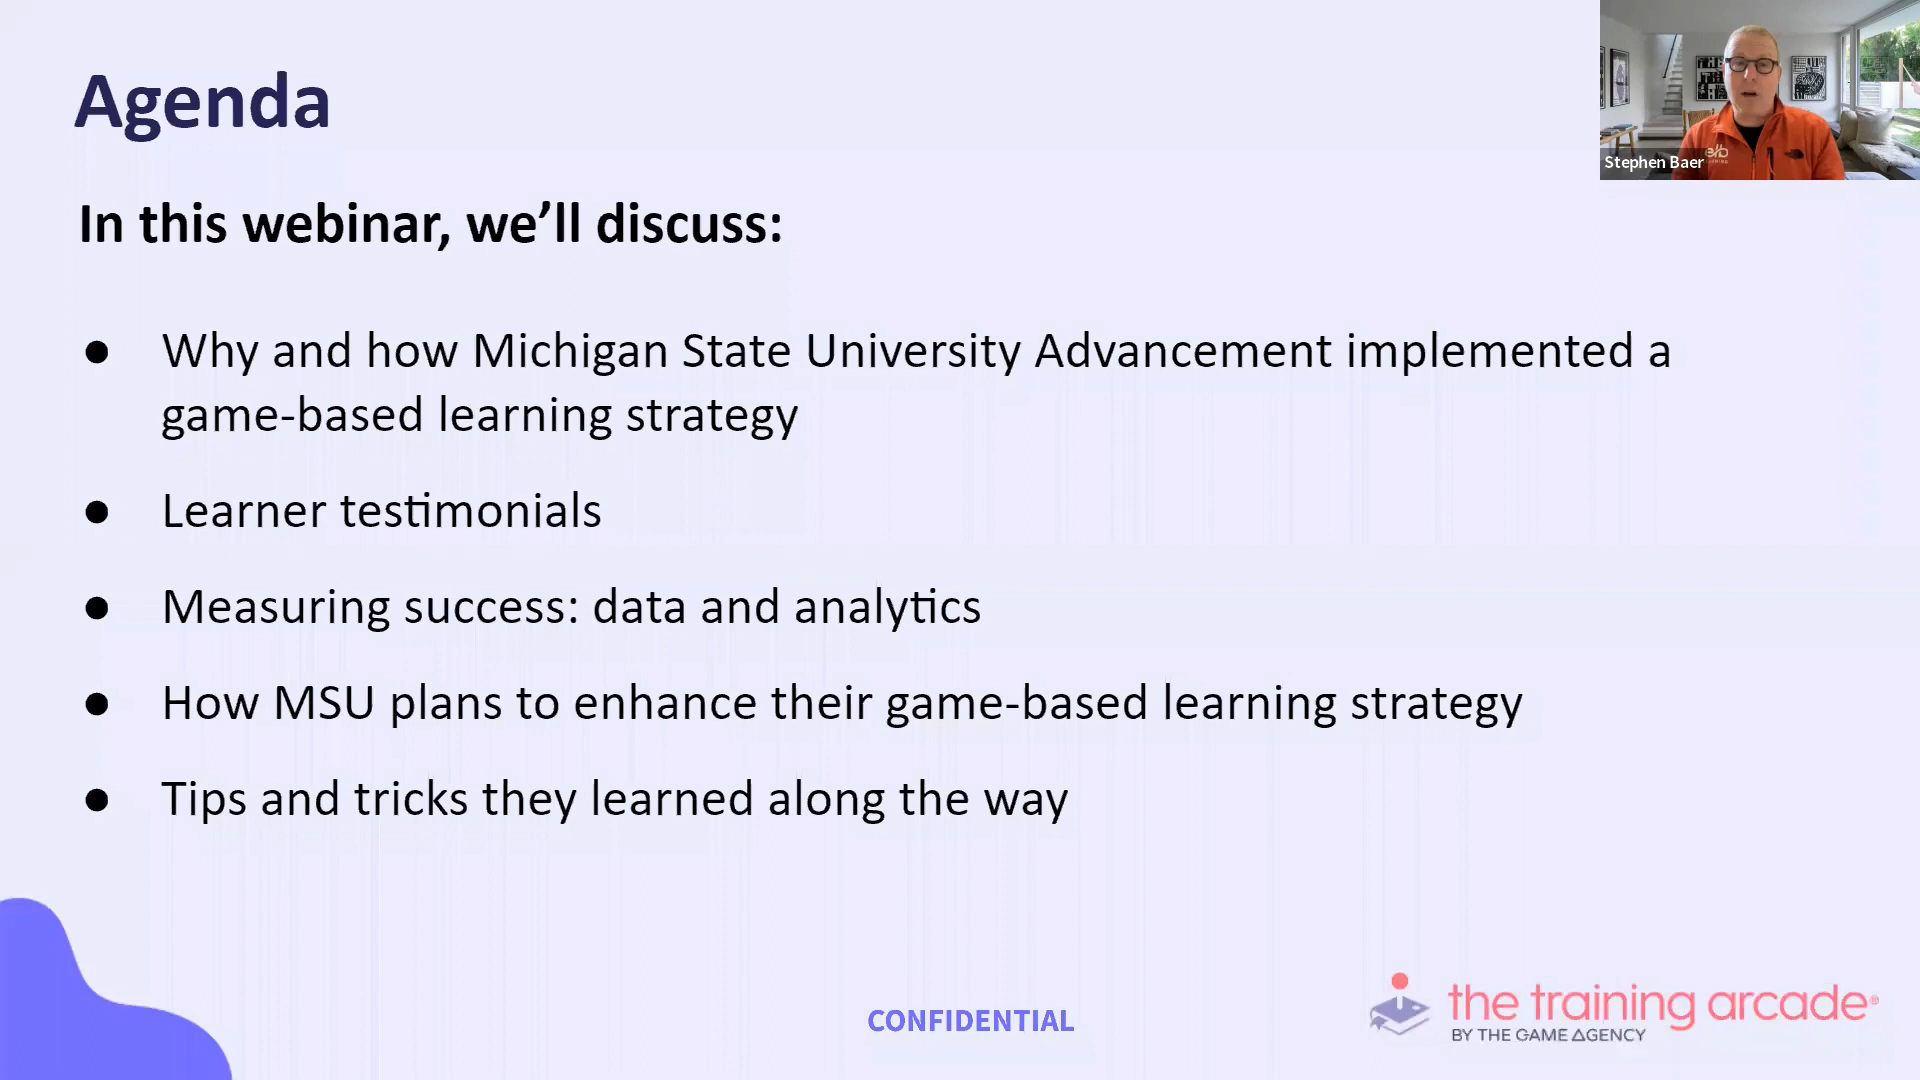 Agenda
Stephen Baer
In this webinar, we’ll discuss:
● Why and how Michigan State University Advancement implemented a
game-based learning strategy
● Learner testimonials
● Measuring success: data and analytics
● How MSU plans to enhance their game-based learning strategy
● Tips and tricks they learned along the way
CONFIDENTIAL
the training arcade®
BY THE GAME AGENCY